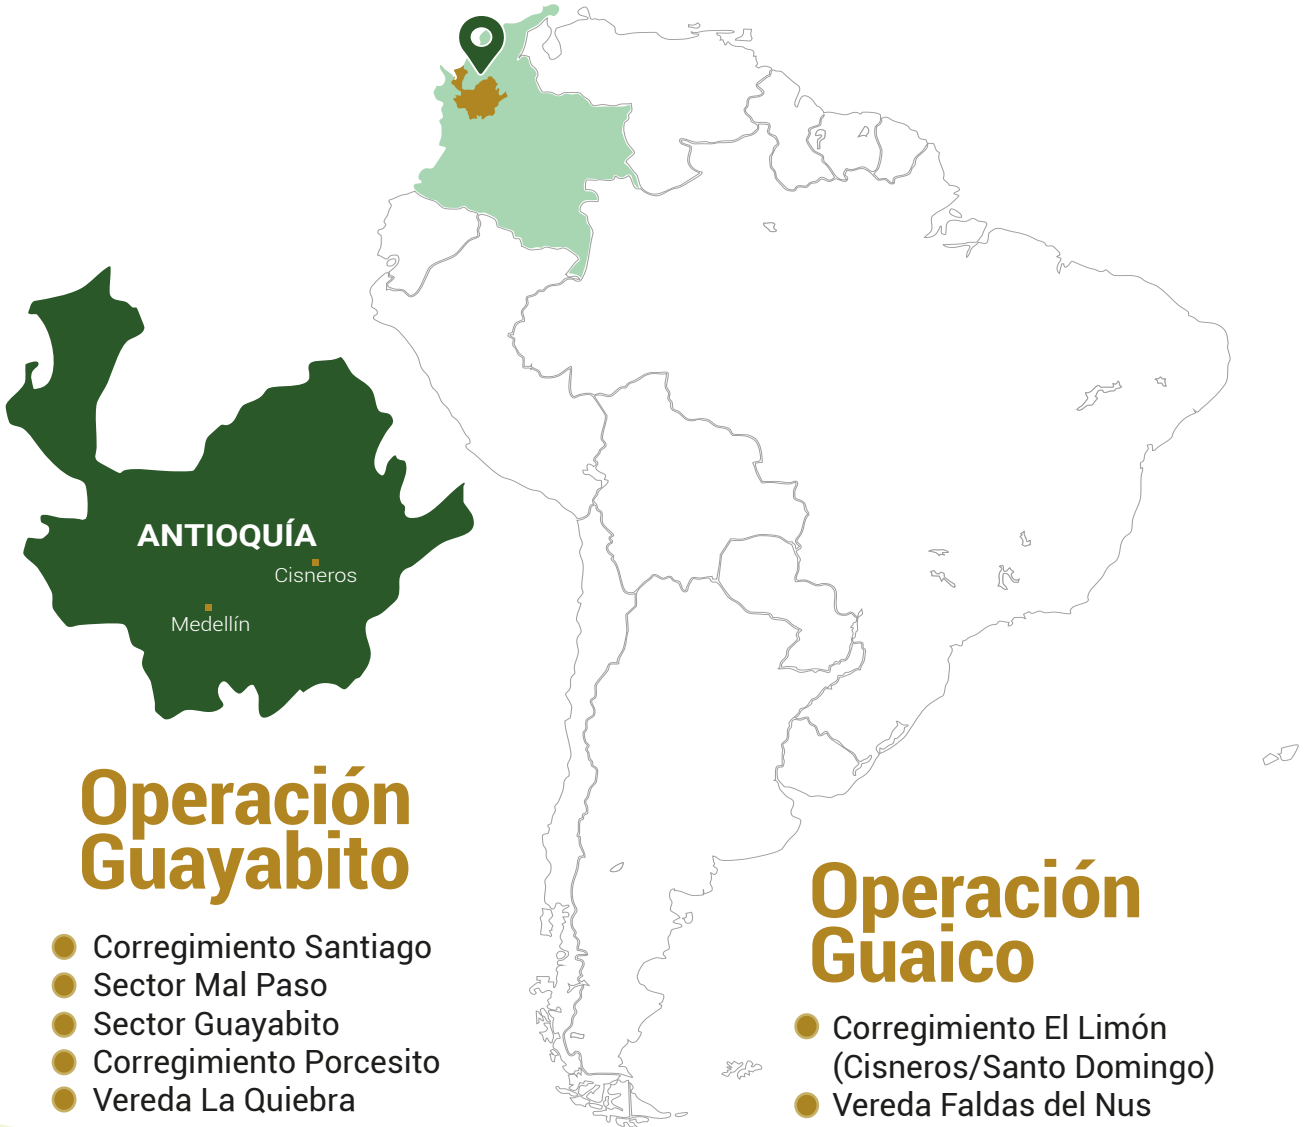 ANTIOQUÍA
Cisneros
Medellín
Operación
Guayabito
Corregimiento Santiago
Sector Mal Paso
Sector Guayabito
Corregimiento Porcesito
Vereda La Quiebra
Operación
Guaico
Corregimiento El Limón
(Cisneros/Santo Domingo)
Vereda Faldas del Nus